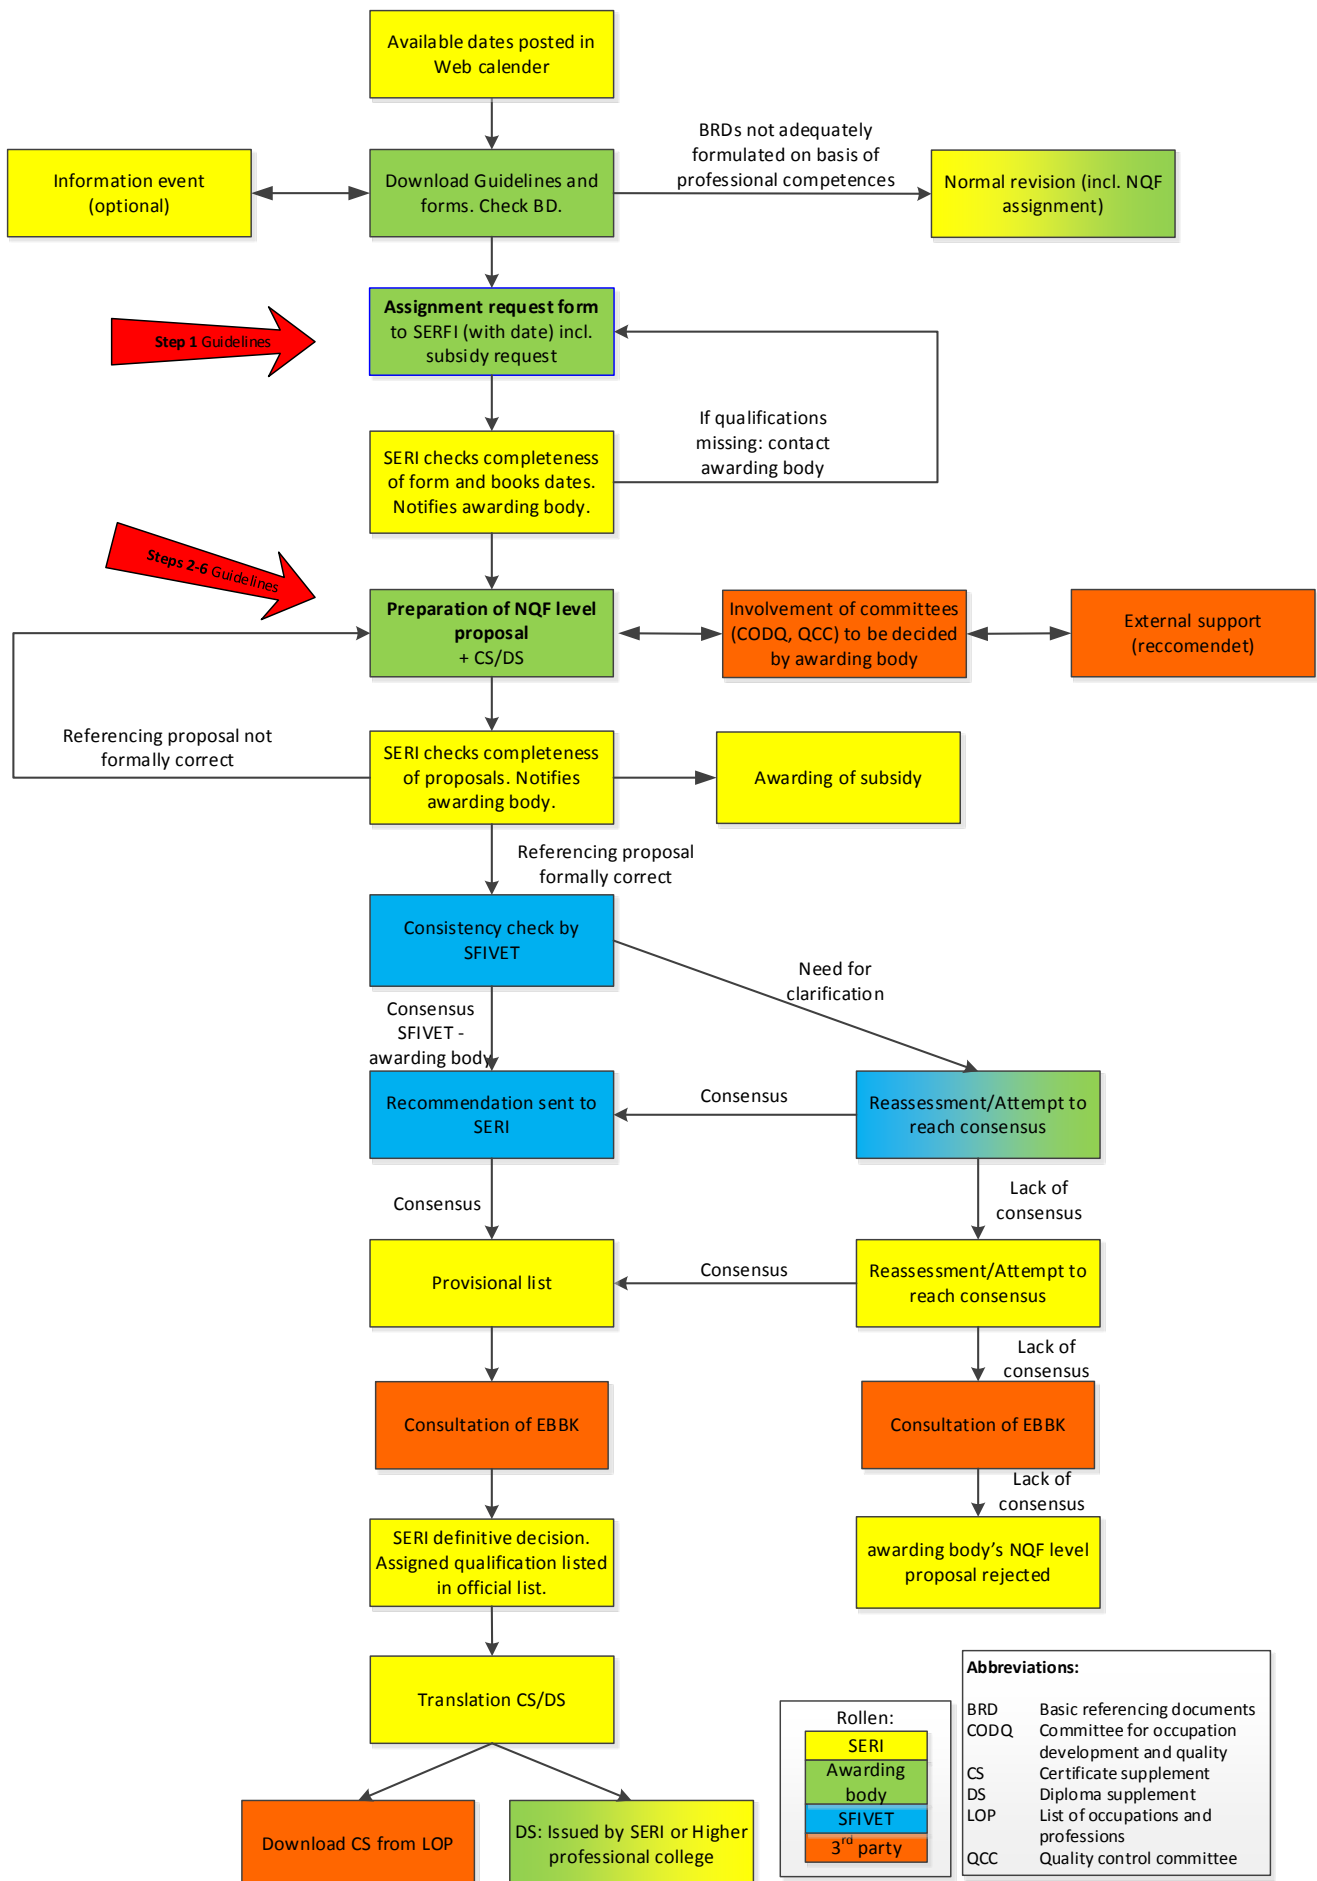 Available dates posted in
Web calender
BRDs not adequately
formulated on basis of
professional competences
Information event
(optional)
Download Guidelines and
forms. Check BD.
Normal revision (incl. NQF
assignment)
Assignment request form
to SERFI (with date) incl.
subsidy request
Step 1 Guidelines
If qualifications
missing: contact
awarding body
SERI checks completeness
of form and books dates.
Notifies awarding body.
Steps 2-6 Guidelines
Preparation of NQF level
proposal
+ CS/DS
Involvement of committees
(CODQ, QCC) to be decided
by awarding body
External support
(reccomendet)
Referencing proposal not
formally correct
SERI checks completeness
of proposals. Notifies
awarding body.
Awarding of subsidy
Referencing proposal
formally correct
Consistency check by
SFIVET
Need for
clarification
Consensus
SFIVET -
awarding body
Recommendation sent to
SERI
Consensus
Reassessment/Attempt to
reach consensus
Consensus
Lack of
consensus
Provisional list
Consensus
Reassessment/Attempt to
reach consensus
Lack of
consensus
Consultation of EBBK
Consultation of EBBK
Lack of
consensus
SERI definitive decision.
Assigned qualification listed
in official list.
awarding body's NQF level
proposal rejected
Translation CS/DS
Download CS from LOP
DS: Issued by SERI or Higher
professional college
Rollen:
SERI
Awarding
body
SFIVET
3rd party
Abbreviations:
BRD Basic referencing documents
CODQ Committee for occupation
development and quality
CS Certificate supplement
DS Diploma supplement
LOP List of occupations and
professions
QCC Quality control committee